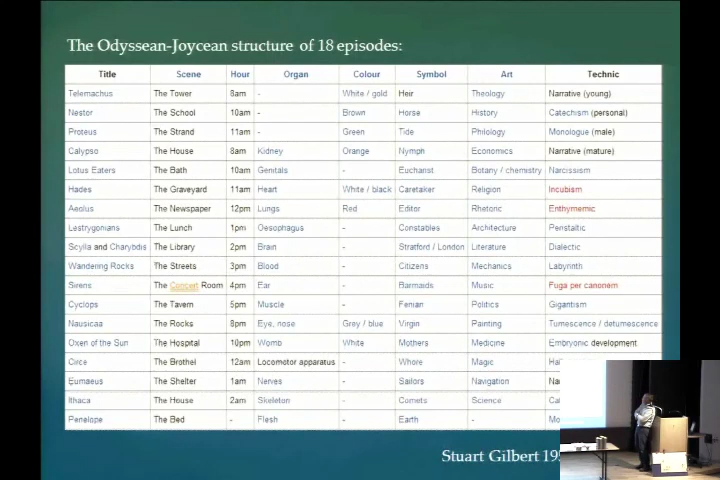 The Odyssean-Joycean structure of 18 episodes:
Title Scene Hour Organ Colour Symbol Art Technic
Telemachus The Tower 8am - White / gold Heir Theology Narrative (young)
Nestor The School 10am - Brown Horse History Catechism (personal)
Proteus The Strand 11am - Green Tide Philology Monologue (male)
Calypso The House 8am Kidney Orange Nymph Economics Narrative (mature)
Lotus Eaters The Bath 10am Genitals - Eucharist Botany / chemistry Narcissism
Hades The Graveyard 11am Heart White / black Caretaker Religion Incubism
Aeolus The Newspaper 12pm Lungs Red Editor Rhetoric Enthymemic
Lestrygonians The Lunch 1pm Oesophagus - Constables Architecture Peristaltic
Scylla and Charybdis The Library 2pm Brain - Stratford / London Literature Dialectic
Wandering Rocks The Streets 3pm Blood - Citizens Mechanics Labyrinth
Sirens The Concert Room 4pm Ear - Barmaids Music Fuga per canonem
Cyclops The Tavern 5pm Muscle - Fenian Politics Gigantism
Nausicaa The Rocks 8pm Eye, nose Grey / blue Virgin Painting Tumescence / detumescence
Oxen of the Sun The Hospital 10pm Womb White Mothers Medicine Embryonic development
Circe The Brothel 12am Locomotor apparatus - Whore Magic
Eumaeus The Shelter 1am Nerves - Sailors Navigation
Ithaca The House 2am Skeleton - Comets Science
Penelope The Bed - Flesh - Earth -
Stuart Gilbert